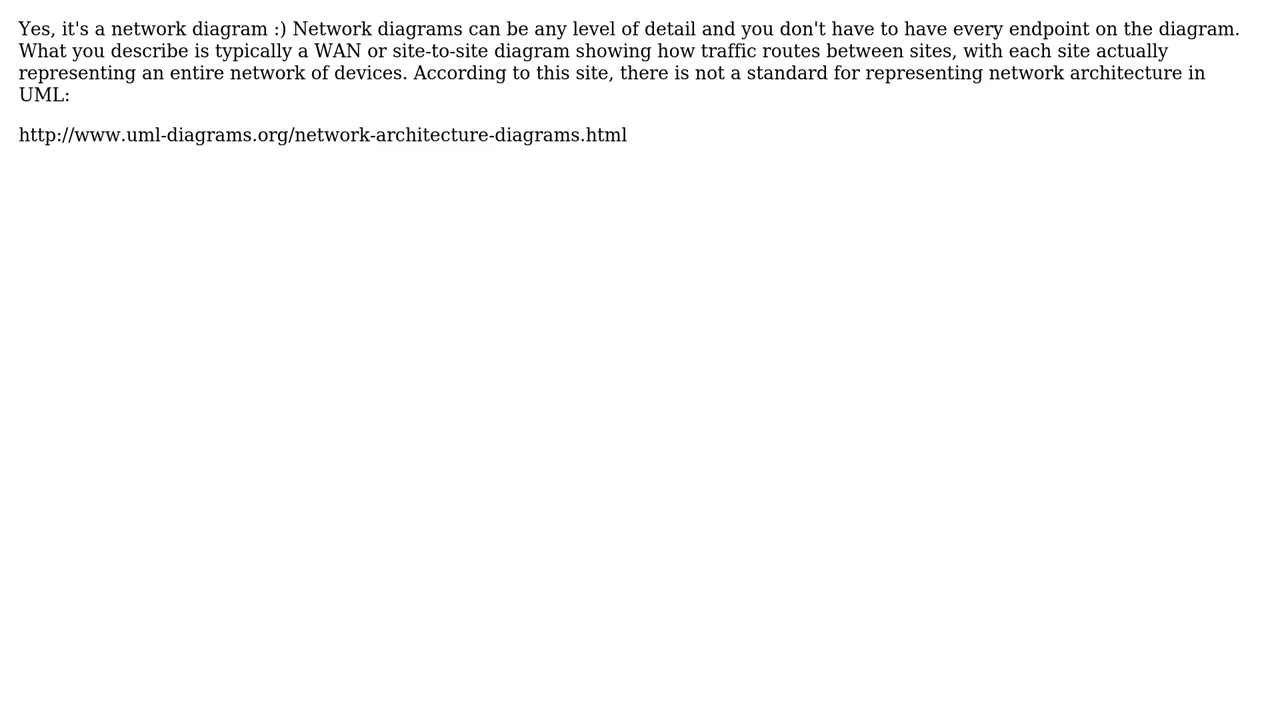 Yes, it's a network diagram :) Network diagrams can be any level of detail and you don't have to have every endpoint on the diagram.
What you describe is typically a WAN or site-to-site diagram showing how traffic routes between sites, with each site actually
representing an entire network of devices. According to this site, there is not a standard for representing network architecture in
UML:
http://www.uml-diagrams.org/network-architecture-diagrams.html